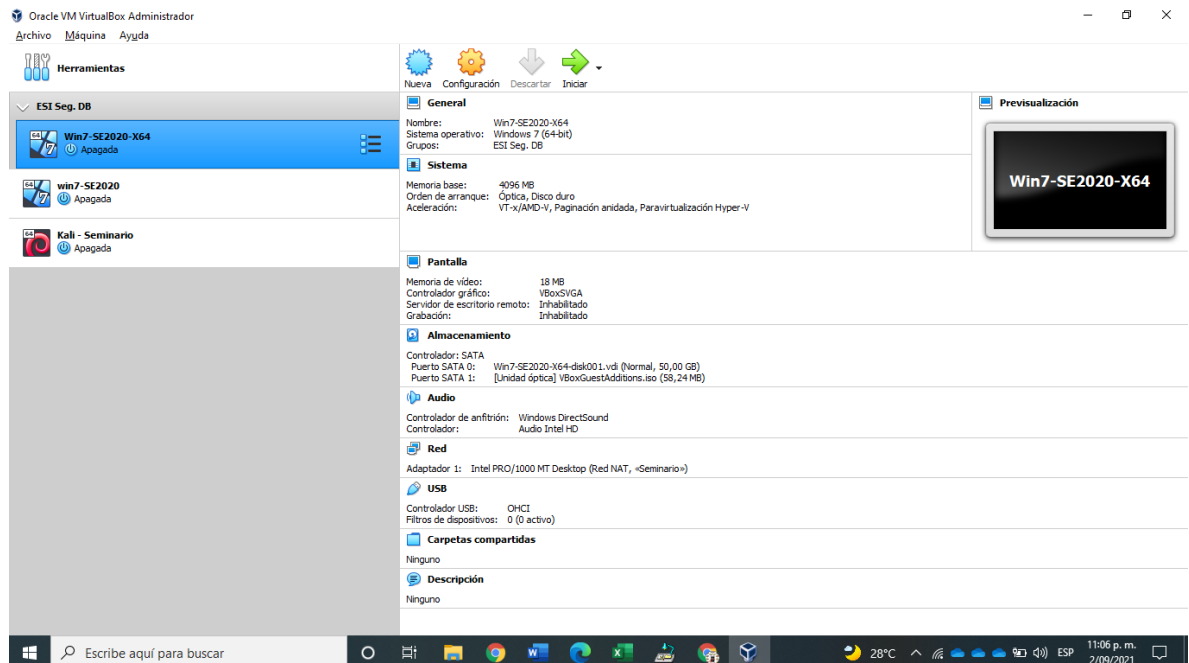 Oracle VM VirtualBox Administrador
Archivo Máquina Ayuda
Herramientas
Nueva Configuración Descartar Iniciar
ESI Seg. DB
64
Win7-SE2020-X64
Apagada
64
win7-SE2020
Apagada
64
Kali - Seminario
Apagada
General
Nombre: Win7-SE2020-X64
Sistema operativo: Windows 7 (64-bit)
Grupos: ESI Seg. DB
Previsualización
Win7-SE2020-X64
Sistema
Memoria base: 4096 MB
Orden de arranque: Óptica, Disco duro
Aceleración: VT-x/AMD-V, Paginación anidada, Paravirtualización Hyper-V
Pantalla
Memoria de vídeo: 18 MB
Controlador gráfico: VBoxSVGA
Servidor de escritorio remoto: Inhabilitado
Grabación: Inhabilitado
Almacenamiento
Controlador: SATA
Puerto SATA 0: Win7-SE2020-X64-disk001.vdi (Normal, 50,00 GB)
Puerto SATA 1: [Unidad óptica] VBoxGuestAdditions.iso (58,24 MB)
Audio
Controlador de anfitrión: Windows DirectSound
Controlador: Audio Intel HD
Red
Adaptador 1: Intel PRO/1000 MT Desktop (Red NAT, «Seminario»)
USB
Controlador USB: OHCI
Filtros de dispositivos: 0 (0 activo)
Carpetas compartidas
Ninguno
Descripción
Ninguno
Escribe aquí para buscar
28°C
ESP
11:06 p. m.
2/09/2021